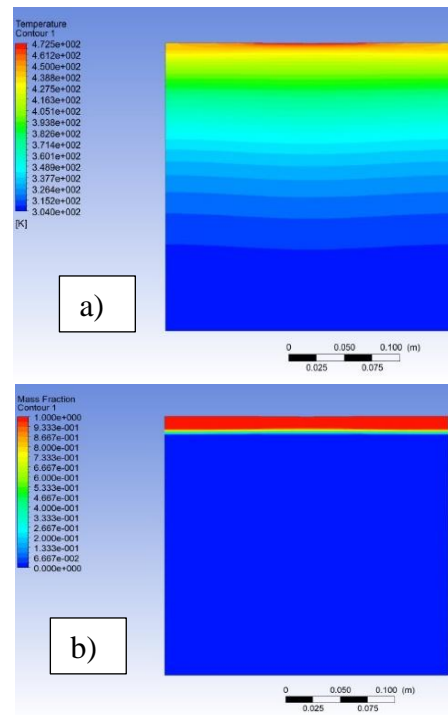 Temperature
Contour 1
4.725e+002
4.612e+002
4.500e+002
4.388e+002
4.275e+002
4.163e+002
4.051e+002
3.938e+002
3.826e+002
3.714e+002
3.601e+002
3.489e+002
3.377e+002
3.265e+002
3.152e+002
3.040e+002
[K]
a)
0 0.050 0.100 (m)
0.025 0.075
Mass Fraction
Contour 1
1.000e+000
9.333e-001
8.667e-001
8.000e-001
7.333e-001
6.667e-001
6.000e-001
5.333e-001
4.667e-001
4.000e-001
3.333e-001
2.667e-001
2.000e-001
1.333e-001
6.667e-002
0.000e+000
b)
0 0.050 0.100 (m)
0.025 0.075